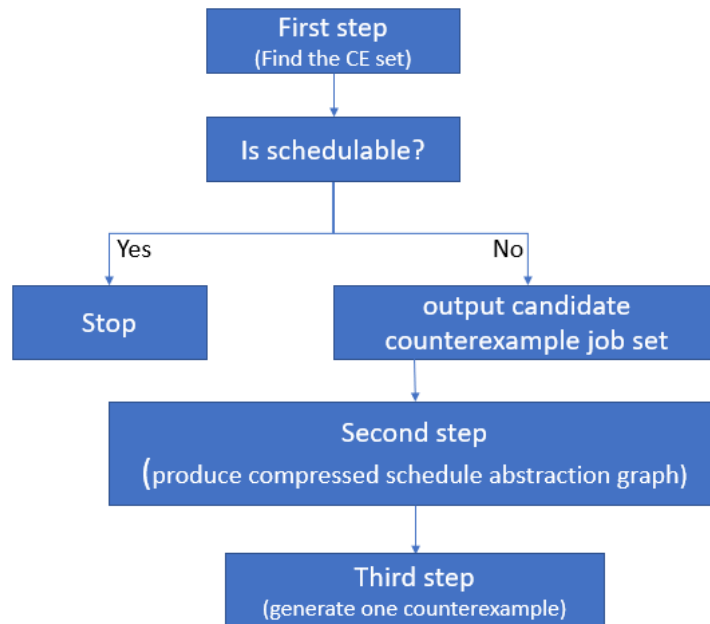 First step
(Find the CE set)
Is schedulable?
Yes
No
Stop
output candidate
counterexample job set
Second step
(produce compressed schedule abstraction graph)
Third step
(generate one counterexample)